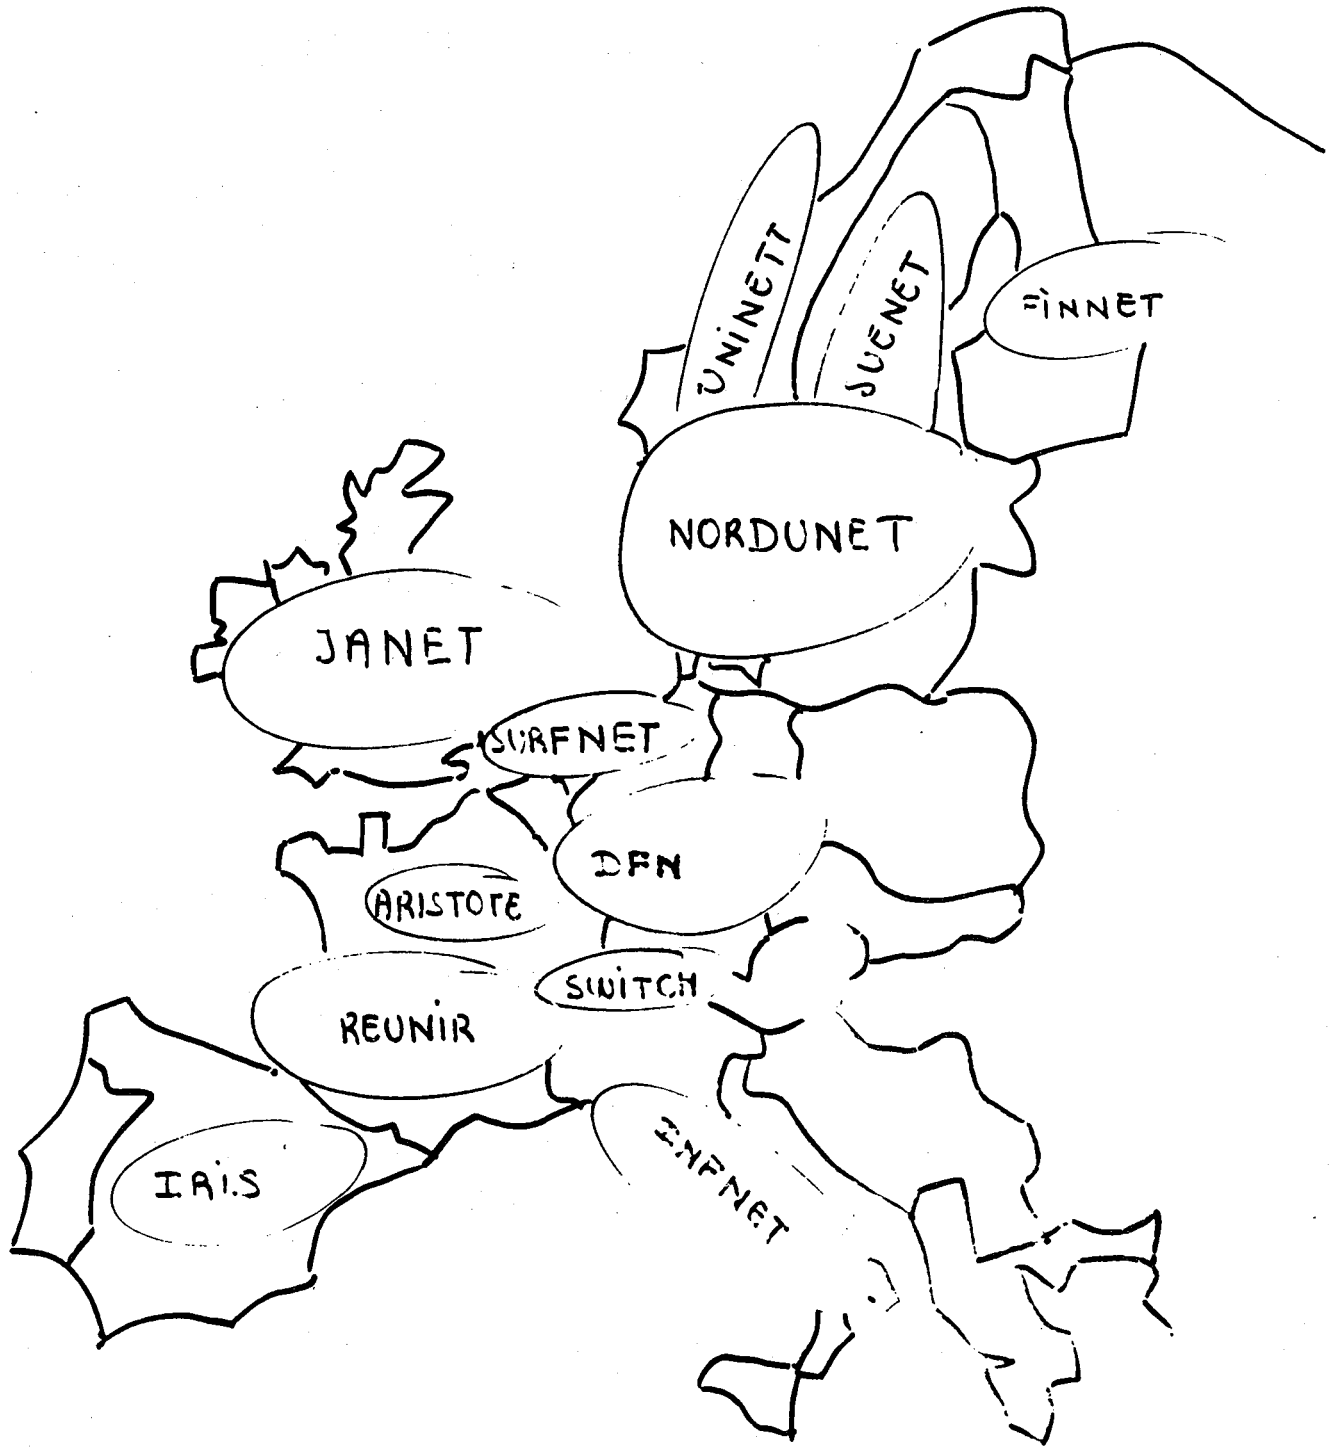 UNINETT
SUENET
FINNET
NORDUNET
JANET
SURFNET
DFN
ARISTOTE
SWITCH
REUNIR
INFNET
IRIS